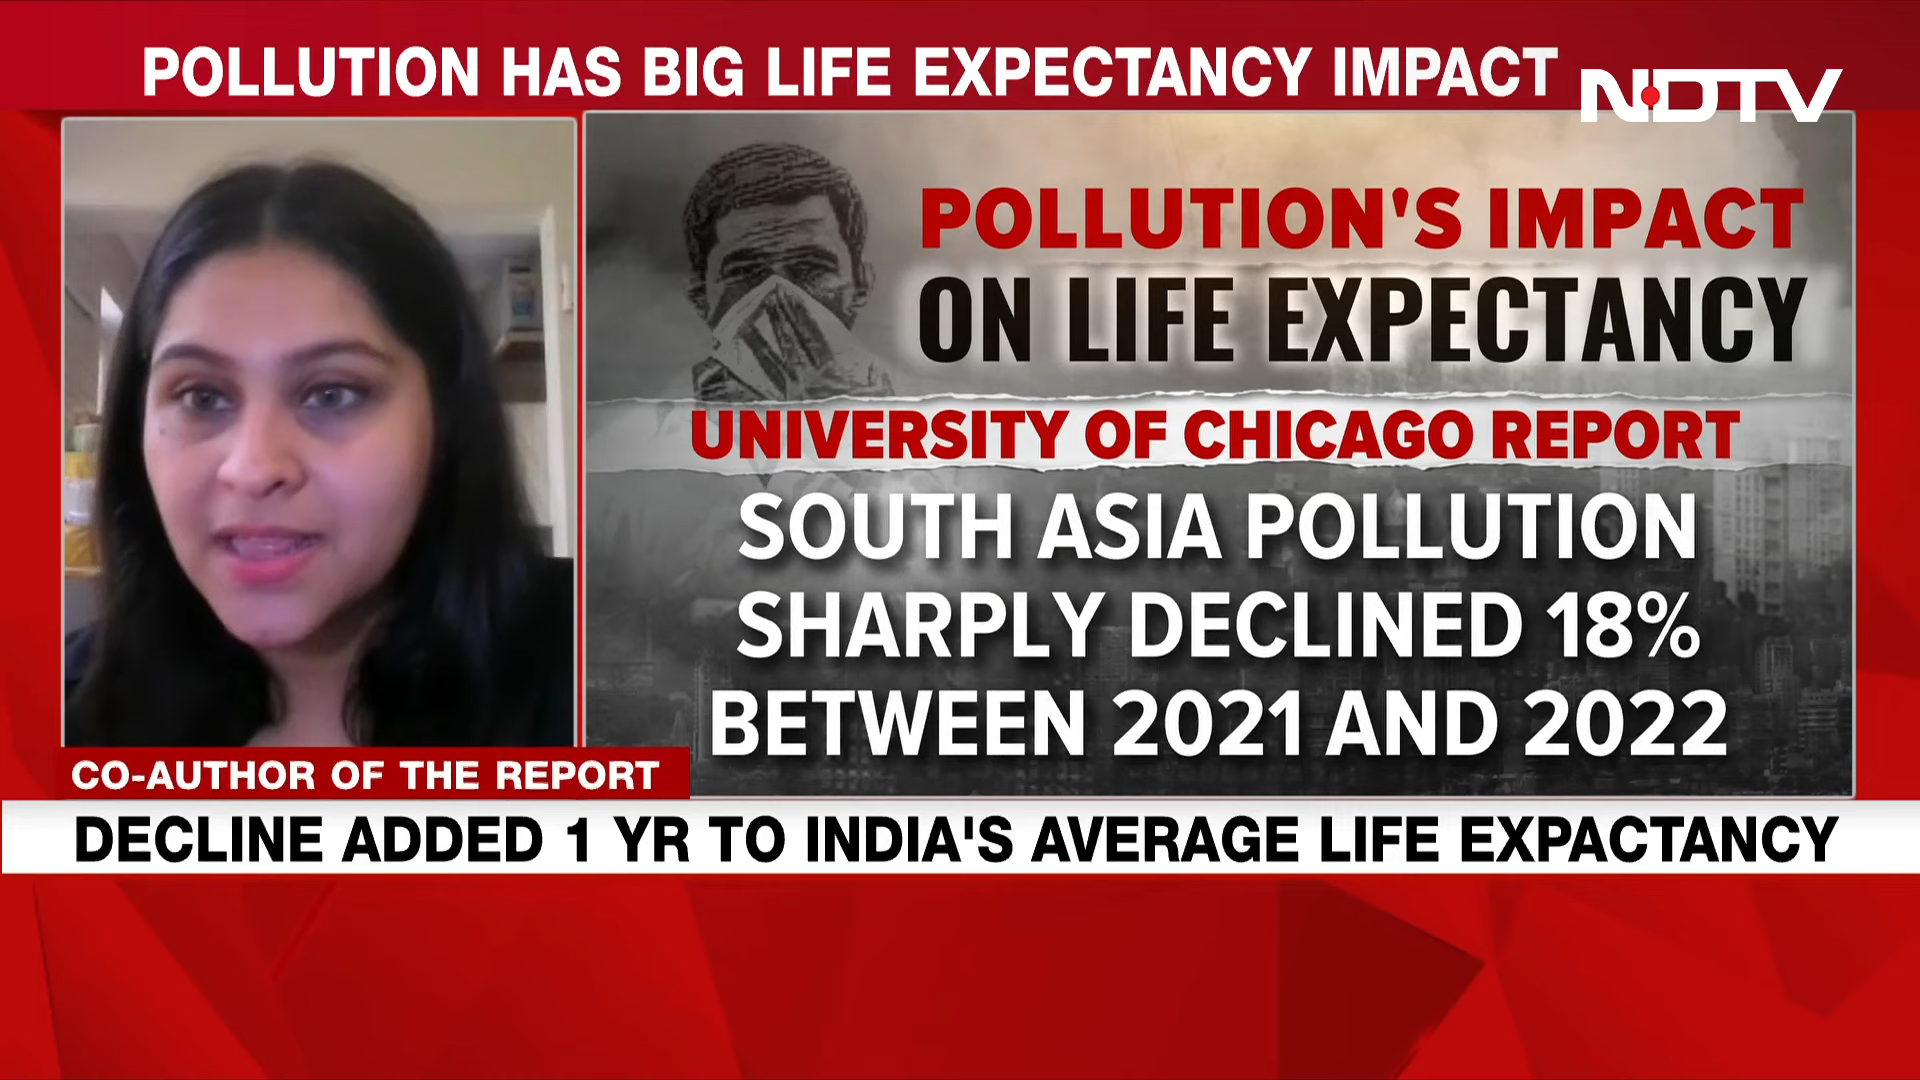 POLLUTION HAS BIG LIFE EXPECTANCY IMPACT
NDTV
POLLUTION'S IMPACT
ON LIFE EXPECTANCY
UNIVERSITY OF CHICAGO REPORT
SOUTH ASIA POLLUTION
SHARPLY DECLINED 18%
BETWEEN 2021 AND 2022
CO-AUTHOR OF THE REPORT
DECLINE ADDED 1 YR TO INDIA'S AVERAGE LIFE EXPACTANCY